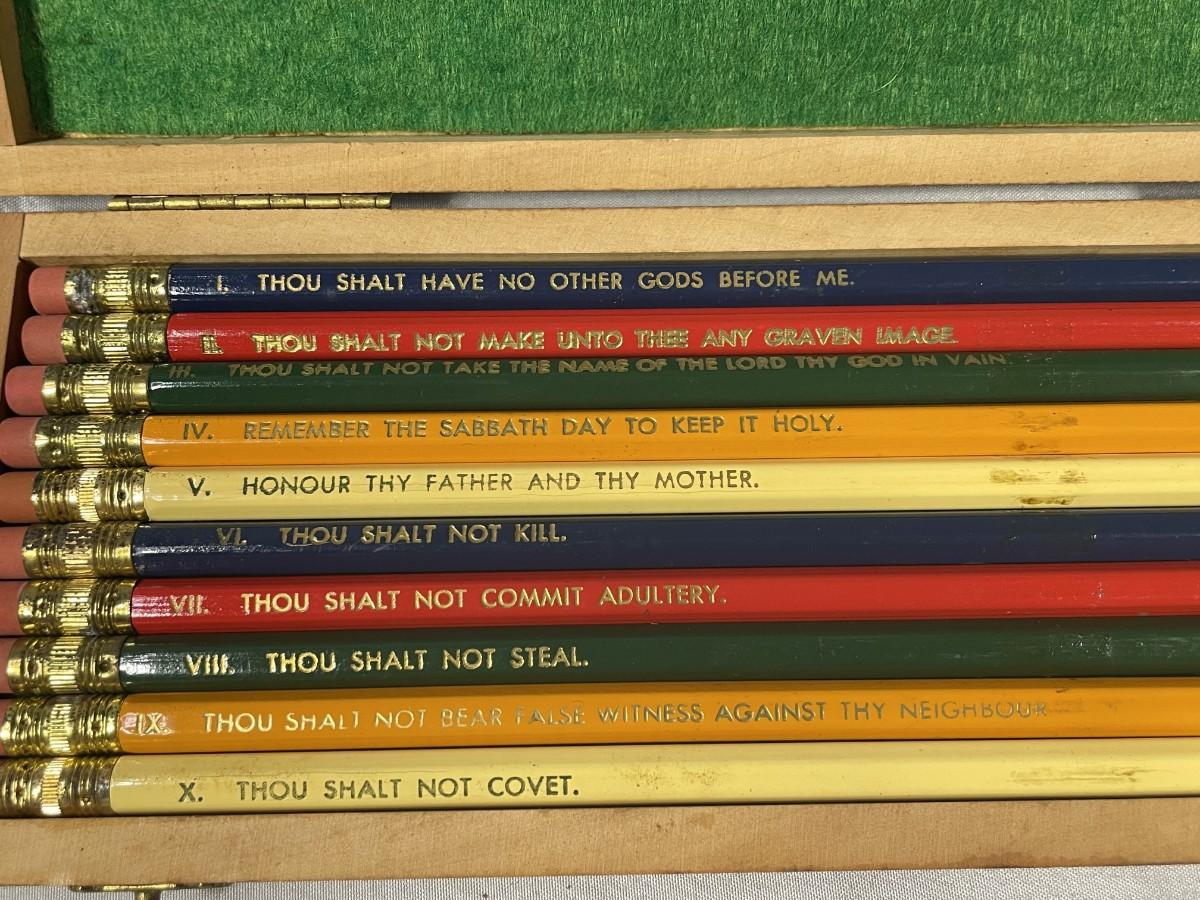 I. THOU SHALT HAVE NO OTHER GODS BEFORE ME.
II. THOU SHALT NOT MAKE UNTO THEE ANY GRAVEN IMAGE.
III. THOU SHALT NOT TAKE THE NAME OF THE LORD THY GOD IN VAIN.
IV. REMEMBER THE SABBATH DAY TO KEEP IT HOLY.
V. HONOUR THY FATHER AND THY MOTHER.
VI. THOU SHALT NOT KILL.
VII. THOU SHALT NOT COMMIT ADULTERY.
VIII. THOU SHALT NOT STEAL.
IX. THOU SHALT NOT BEAR FALSE WITNESS AGAINST THY NEIGHBOUR
X. THOU SHALT NOT COVET.